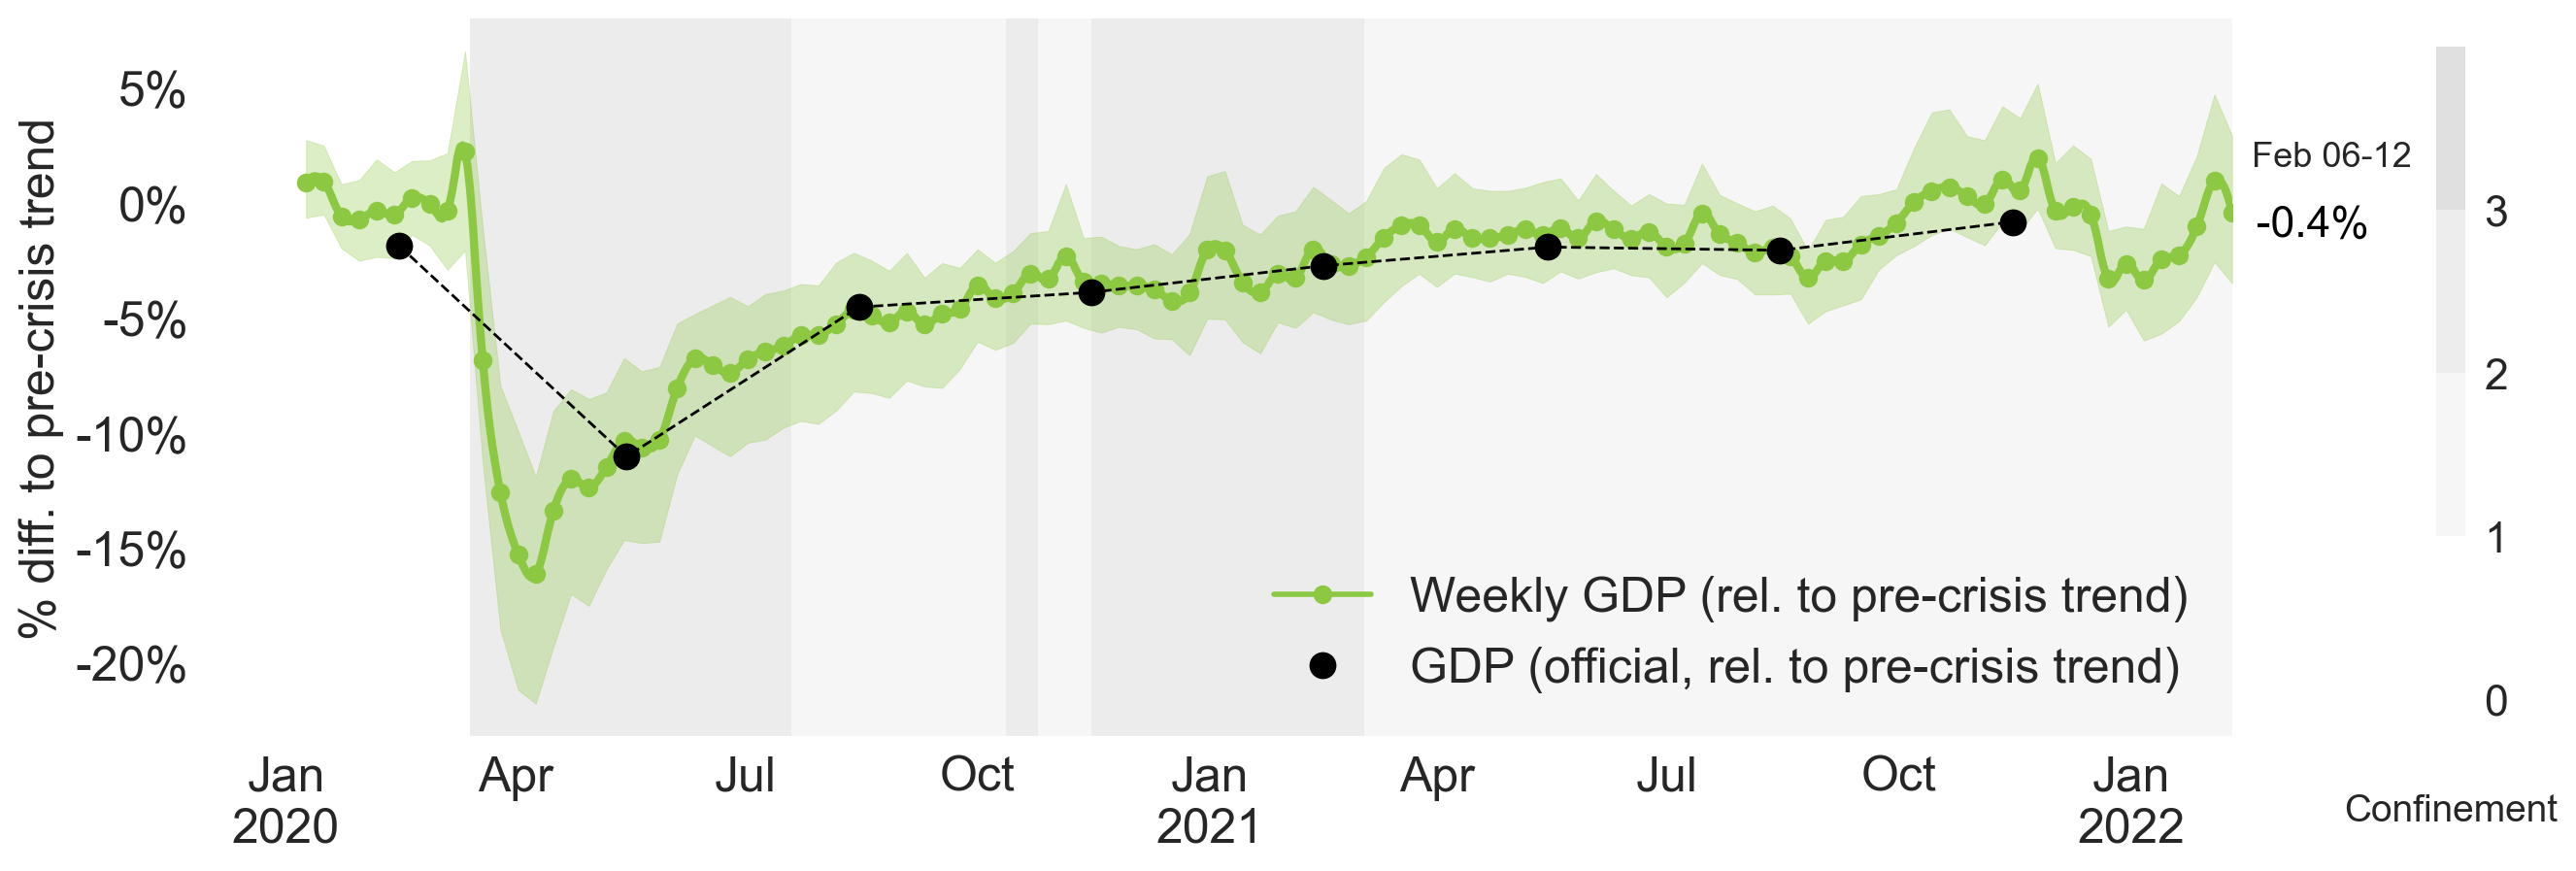 % diff. to pre-crisis trend
5%
0%
-5%
-10%
-15%
-20%
Jan
2020
Apr
Jul
Oct
Jan
2021
Apr
Jul
Oct
Jan
2022
Weekly GDP (rel. to pre-crisis trend)
GDP (official, rel. to pre-crisis trend)
Feb 06-12
-0.4%
3
2
1
0
Confinement